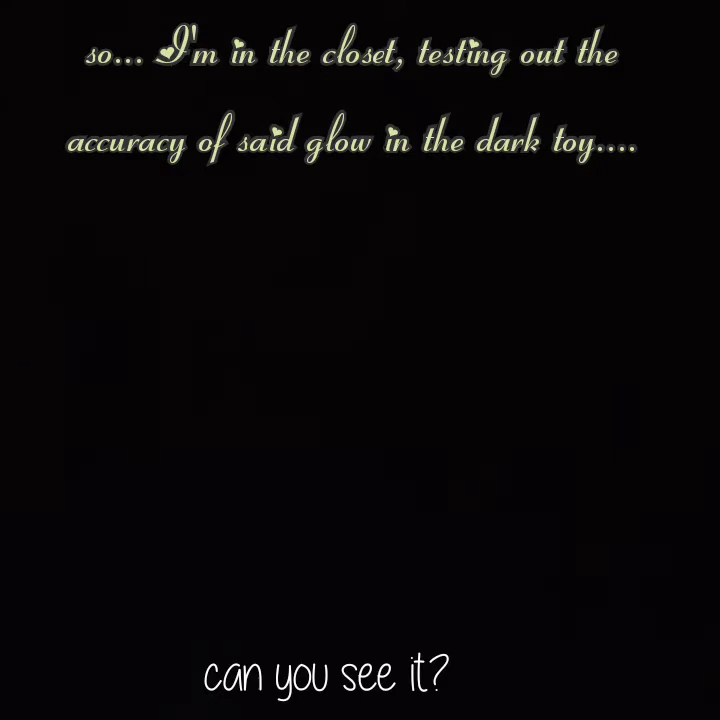 so... I'm in the closet, testing out the
accuracy of said glow in the dark toy....
can you see it?